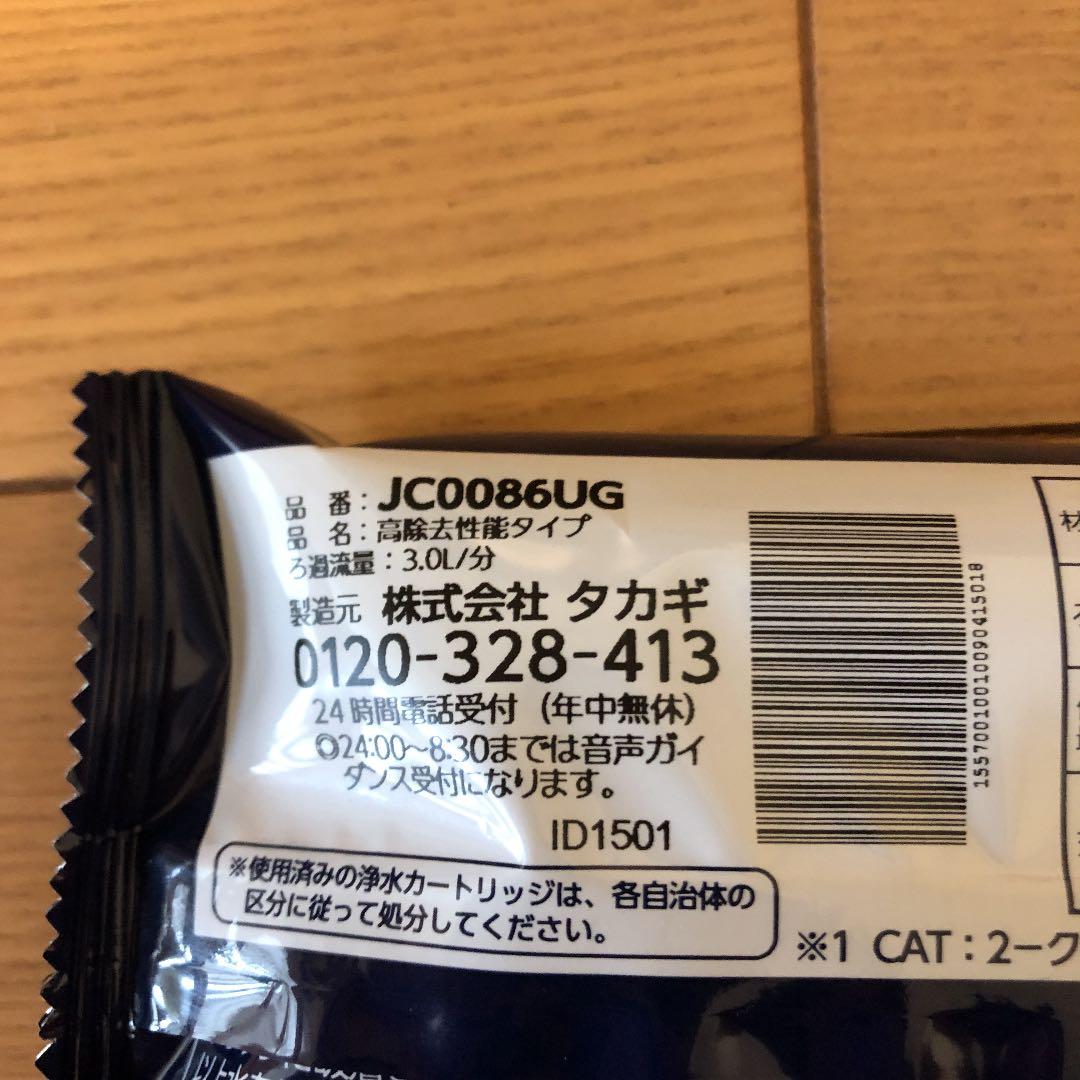 品 番：JC0086UG
品 名：高除去性能タイプ
ろ過流量：3.0L/分
製造元 株式会社 タカギ
0120-328-413
24時間電話受付（年中無休）
◎24:00～8:30までは音声ガイ
ダンス受付になります。
ID1501
155700100100090415018
※使用済みの浄水カートリッジは、各自治体の
区分に従って処分してください。
※1 CAT：2-ク
材